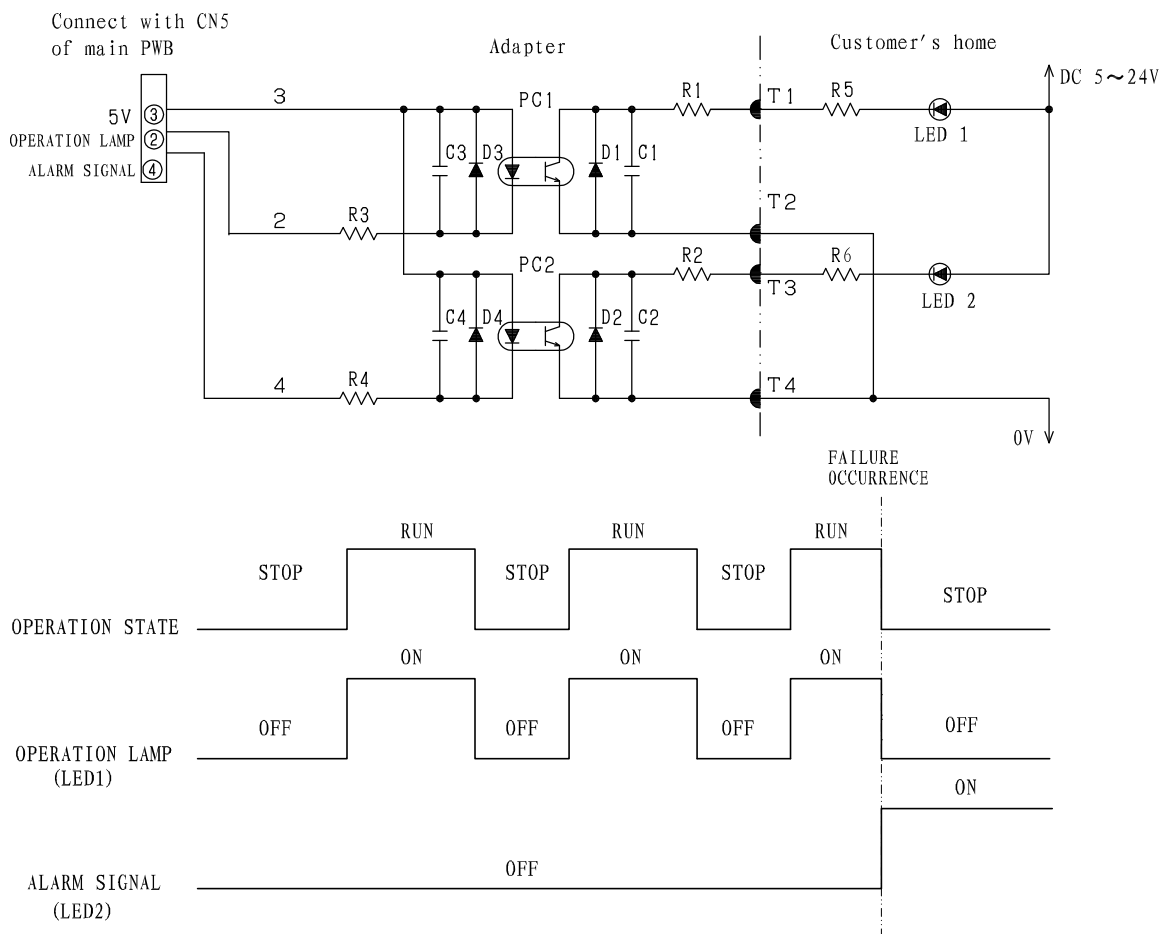 Connect with CN5
of main PWB
Adapter
Customer's home
DC 5～24V
5V ③
OPERATION LAMP ②
ALARM SIGNAL ④
3
PC1
R1
T1
R5
LED 1
C3
D3
D1
C1
2
R3
T2
PC2
R2
T3
R6
LED 2
C4
D4
D2
C2
4
R4
T4
0V
FAILURE
OCCURRENCE
RUN
RUN
RUN
STOP
STOP
STOP
STOP
OPERATION STATE
ON
ON
ON
OFF
OFF
OFF
OFF
OPERATION LAMP
(LED1)
ON
OFF
ALARM SIGNAL
(LED2)